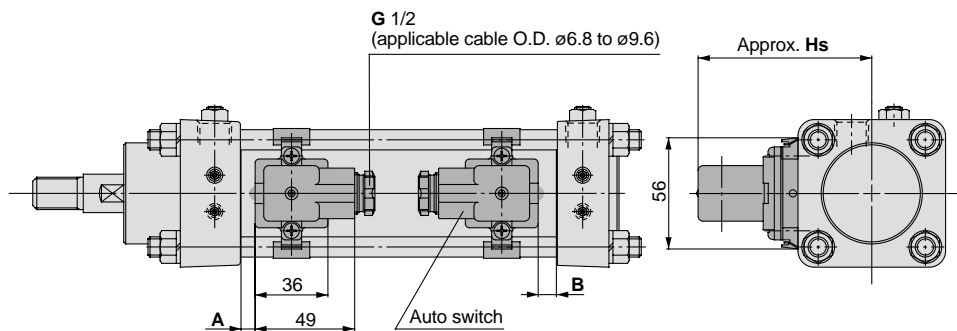 G 1/2
(applicable cable O.D. ø6.8 to ø9.6)
Approx. Hs
56
36
B
A
49
Auto switch